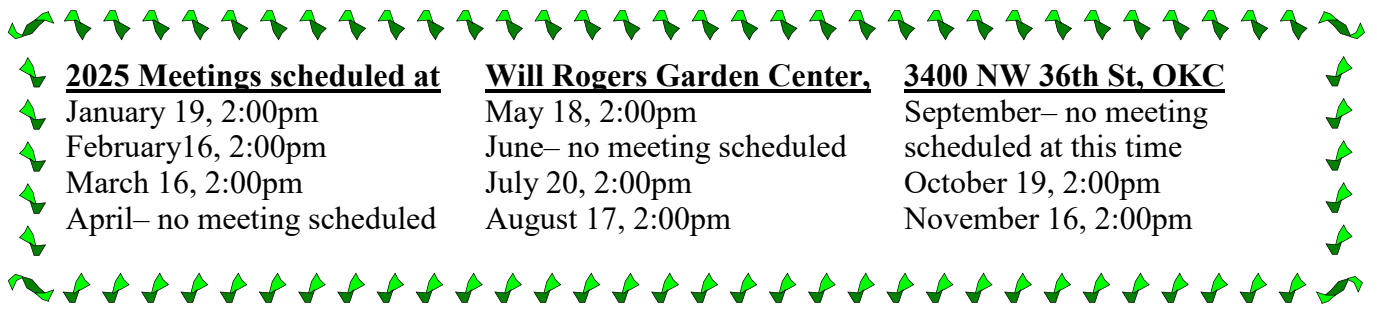 2025 Meetings scheduled at
January 19, 2:00pm
February16, 2:00pm
March 16, 2:00pm
April– no meeting scheduled
Will Rogers Garden Center,
May 18, 2:00pm
June– no meeting scheduled
July 20, 2:00pm
August 17, 2:00pm
3400 NW 36th St, OKC
September– no meeting
scheduled at this time
October 19, 2:00pm
November 16, 2:00pm